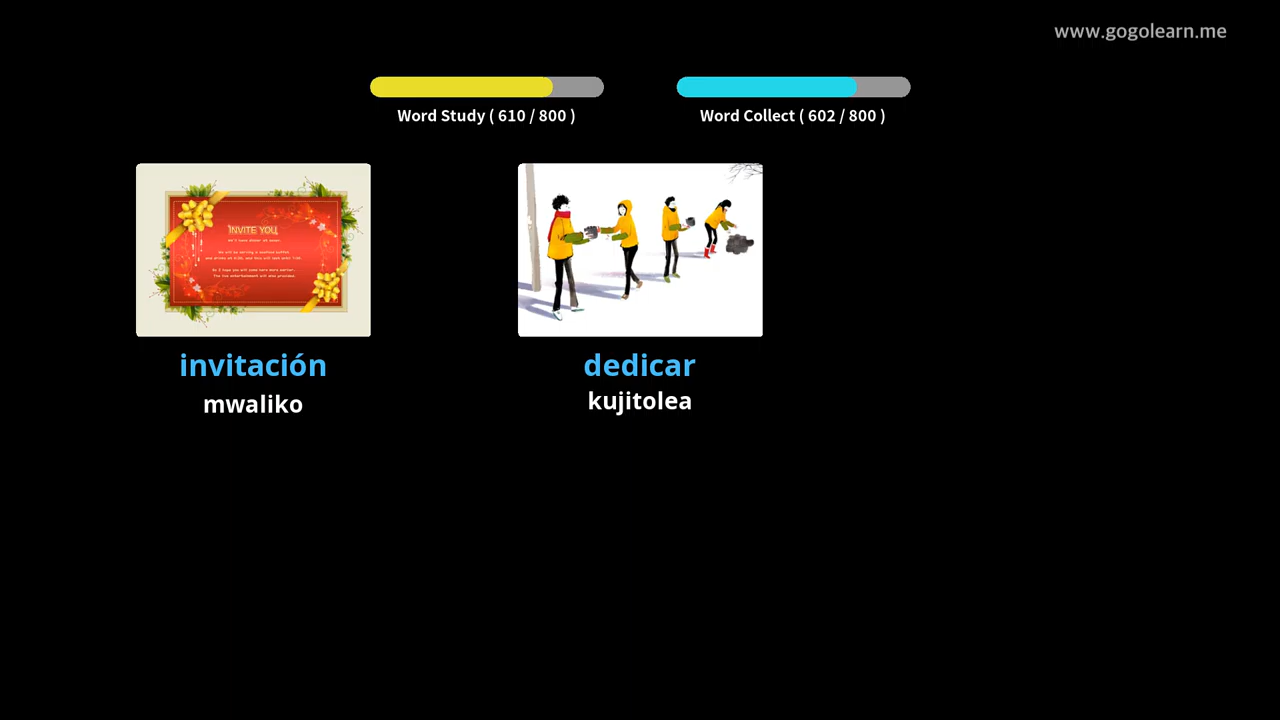 www.gogolearn.me
Word Study ( 610 / 800 )
Word Collect ( 602 / 800 )
INVITE YOU
invitación
mwaliko
dedicar
kujitolea